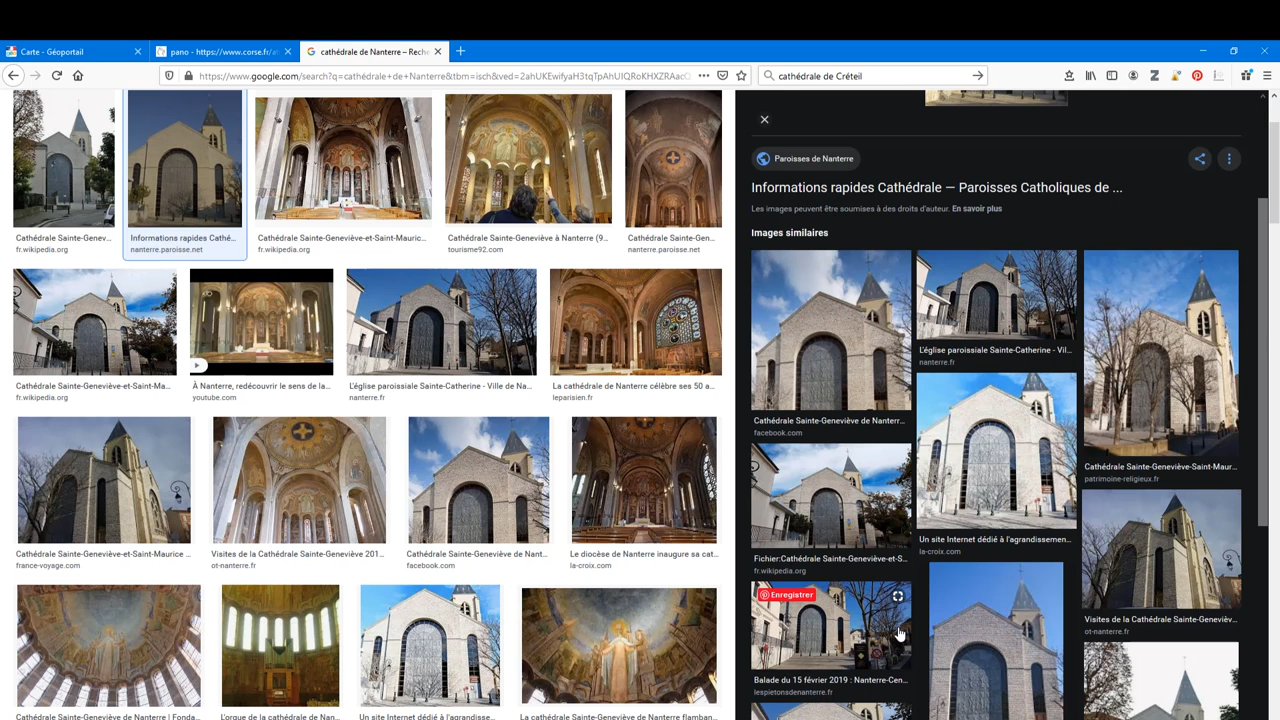 Carte - Géoportail
pano - https://www.corse.fr/at
cathédrale de Nanterre – Rech
https://www.google.com/search?q=cathédrale+de+Nanterre&tbm=isch&ved=2ahUKEwifyaH3tqTpAhUIQRoKHXZRAacQ
cathédrale de Créteil
Cathédrale Sainte-Genev...
fr.wikipedia.org
Informations rapides Cathé...
nanterre.paroisse.net
Cathédrale Sainte-Geneviève-et-Saint-Mauric...
fr.wikipedia.org
Cathédrale Sainte-Geneviève à Nanterre (9...
tourisme92.com
Cathédrale Sainte-Gen...
nanterre.paroisse.net
Cathédrale Sainte-Geneviève-et-Saint-Ma...
fr.wikipedia.org
À Nanterre, redécouvrir le sens de la...
youtube.com
L'église paroissiale Sainte-Catherine - Ville de Na...
nanterre.fr
La cathédrale de Nanterre célèbre ses 50 a...
leparisien.fr
Cathédrale Sainte-Geneviève-et-Saint-Maurice ...
france-voyage.com
Visites de la Cathédrale Sainte-Geneviève 201...
ot-nanterre.fr
Cathédrale Sainte-Geneviève de Nant...
facebook.com
Le diocèse de Nanterre inaugure sa cat...
la-croix.com
Cathédrale Sainte-Geneviève de Nanterre | Fonda...
L'orgue de la cathédrale de Nan...
Un site Internet dédié à l'agrandisse...
La cathédrale Sainte-Geneviève de Nanterre flamban...
Paroisses de Nanterre
Informations rapides Cathédrale — Paroisses Catholiques de ...
Les images peuvent être soumises à des droits d'auteur. En savoir plus
Images similaires
Cathédrale Sainte-Geneviève de Nanterr...
facebook.com
L'église paroissiale Sainte-Catherine - Vil...
nanterre.fr
Cathédrale Sainte-Geneviève-Saint-Maur...
patrimoine-religieux.fr
Fichier:Cathédrale Sainte-Geneviève-et-S...
fr.wikipedia.org
Un site Internet dédié à l'agrandissemen...
la-croix.com
Enregistrer
Balade du 15 février 2019 : Nanterre-Cen...
lespietonsdenanterre.fr
Visites de la Cathédrale Sainte-Genevièv...
ot-nanterre.fr